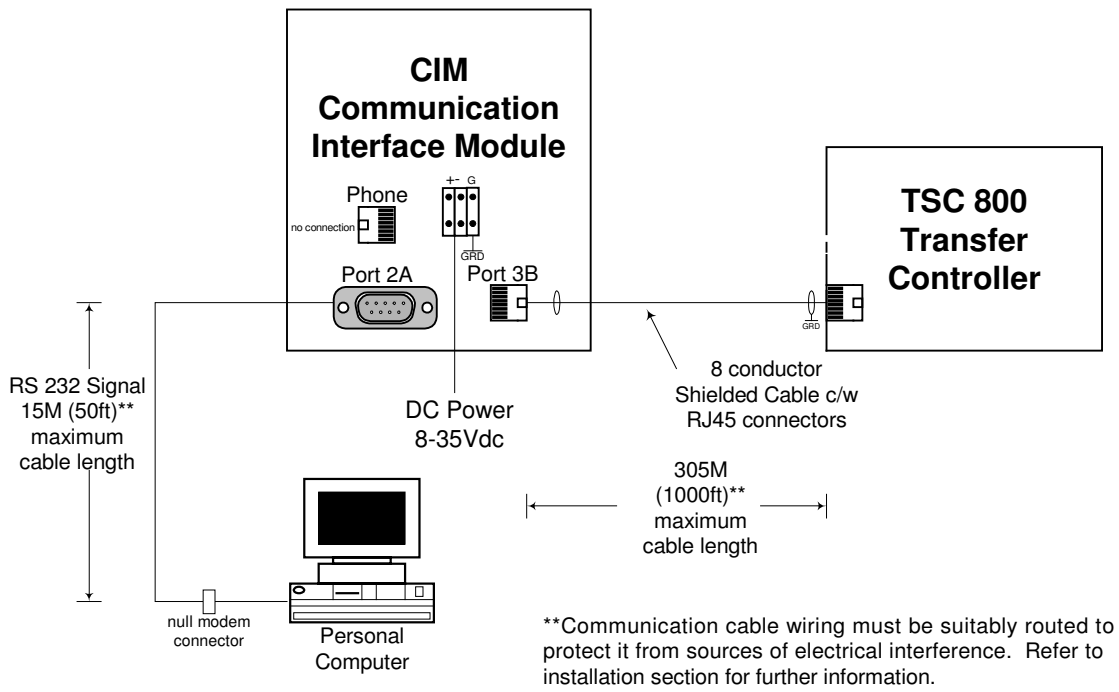 CIM
Communication
Interface Module
+- G
Phone
no connection
GRD
Port 2A
Port 3B
TSC 800
Transfer
Controller
GRD
RS 232 Signal
15M (50ft)**
maximum
cable length
DC Power
8-35Vdc
8 conductor
Shielded Cable c/w
RJ45 connectors
305M
(1000ft)**
maximum
cable length
null modem
connector
Personal
Computer
**Communication cable wiring must be suitably routed to
protect it from sources of electrical interference. Refer to
installation section for further information.